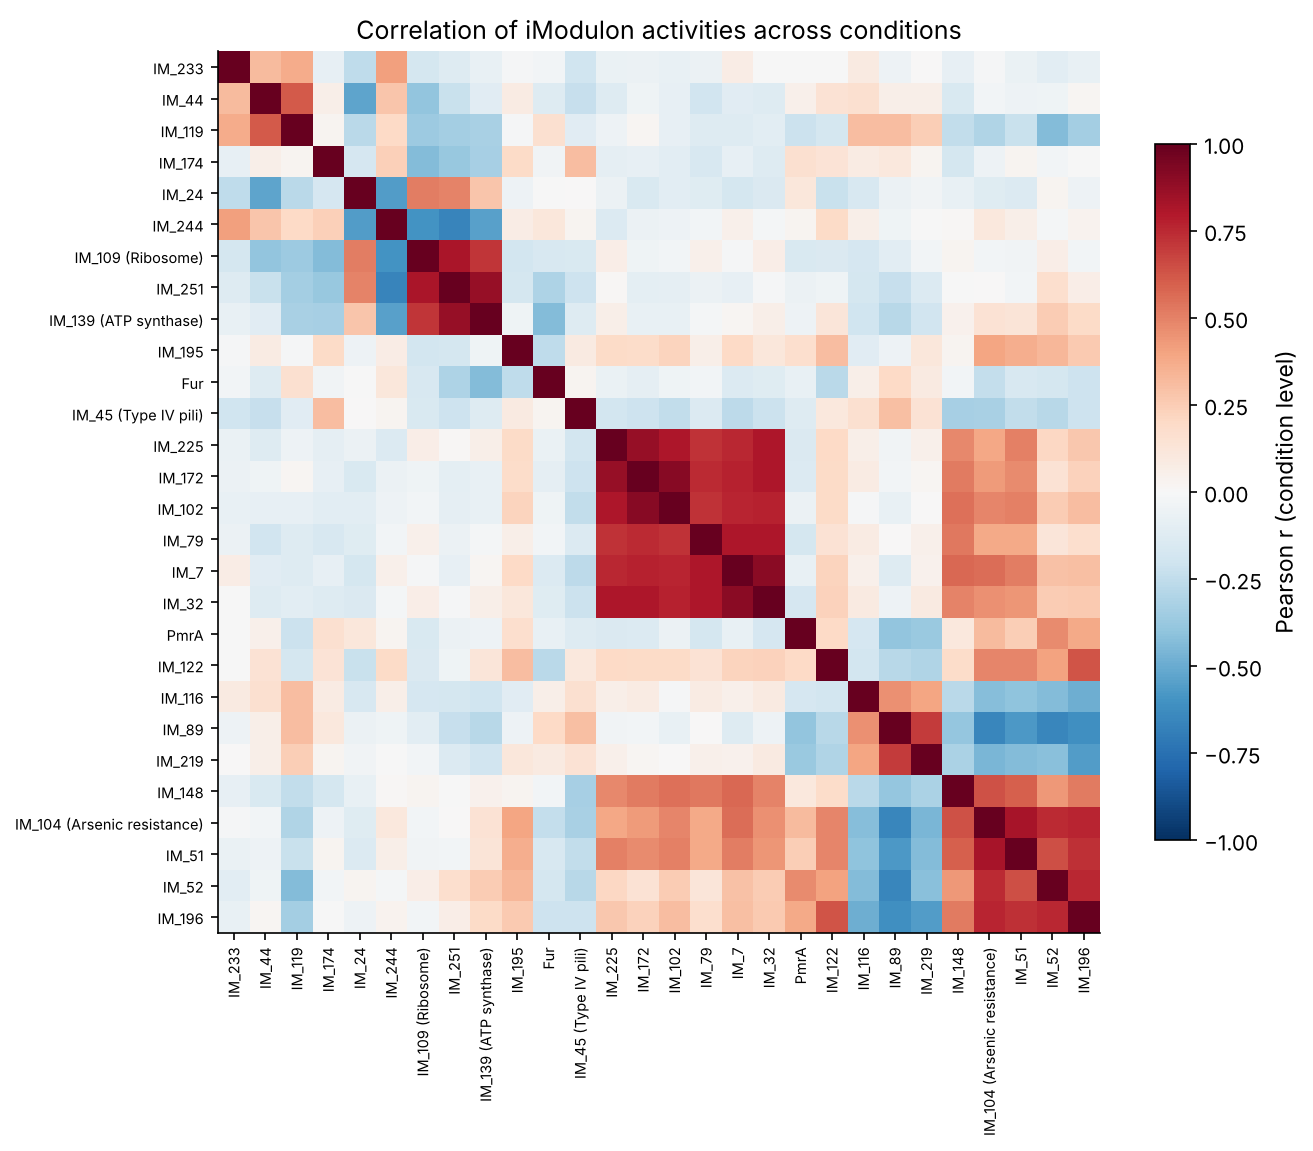 Correlation of iModulon activities across conditions
IM_233
IM_44
IM_119
IM_174
IM_24
IM_244
IM_109 (Ribosome)
IM_251
IM_139 (ATP synthase)
IM_195
Fur
IM_45 (Type IV pili)
IM_225
IM_172
IM_102
IM_79
IM_7
IM_32
PmrA
IM_122
IM_116
IM_89
IM_219
IM_148
IM_104 (Arsenic resistance)
IM_51
IM_52
IM_196
IM_233
IM_44
IM_119
IM_174
IM_24
IM_244
IM_109 (Ribosome)
IM_251
IM_139 (ATP synthase)
IM_195
Fur
IM_45 (Type IV pili)
IM_225
IM_172
IM_102
IM_79
IM_7
IM_32
PmrA
IM_122
IM_116
IM_89
IM_219
IM_148
IM_104 (Arsenic resistance)
IM_51
IM_52
IM_196
1.00
0.75
0.50
0.25
0.00
−0.25
−0.50
−0.75
−1.00
Pearson r (condition level)